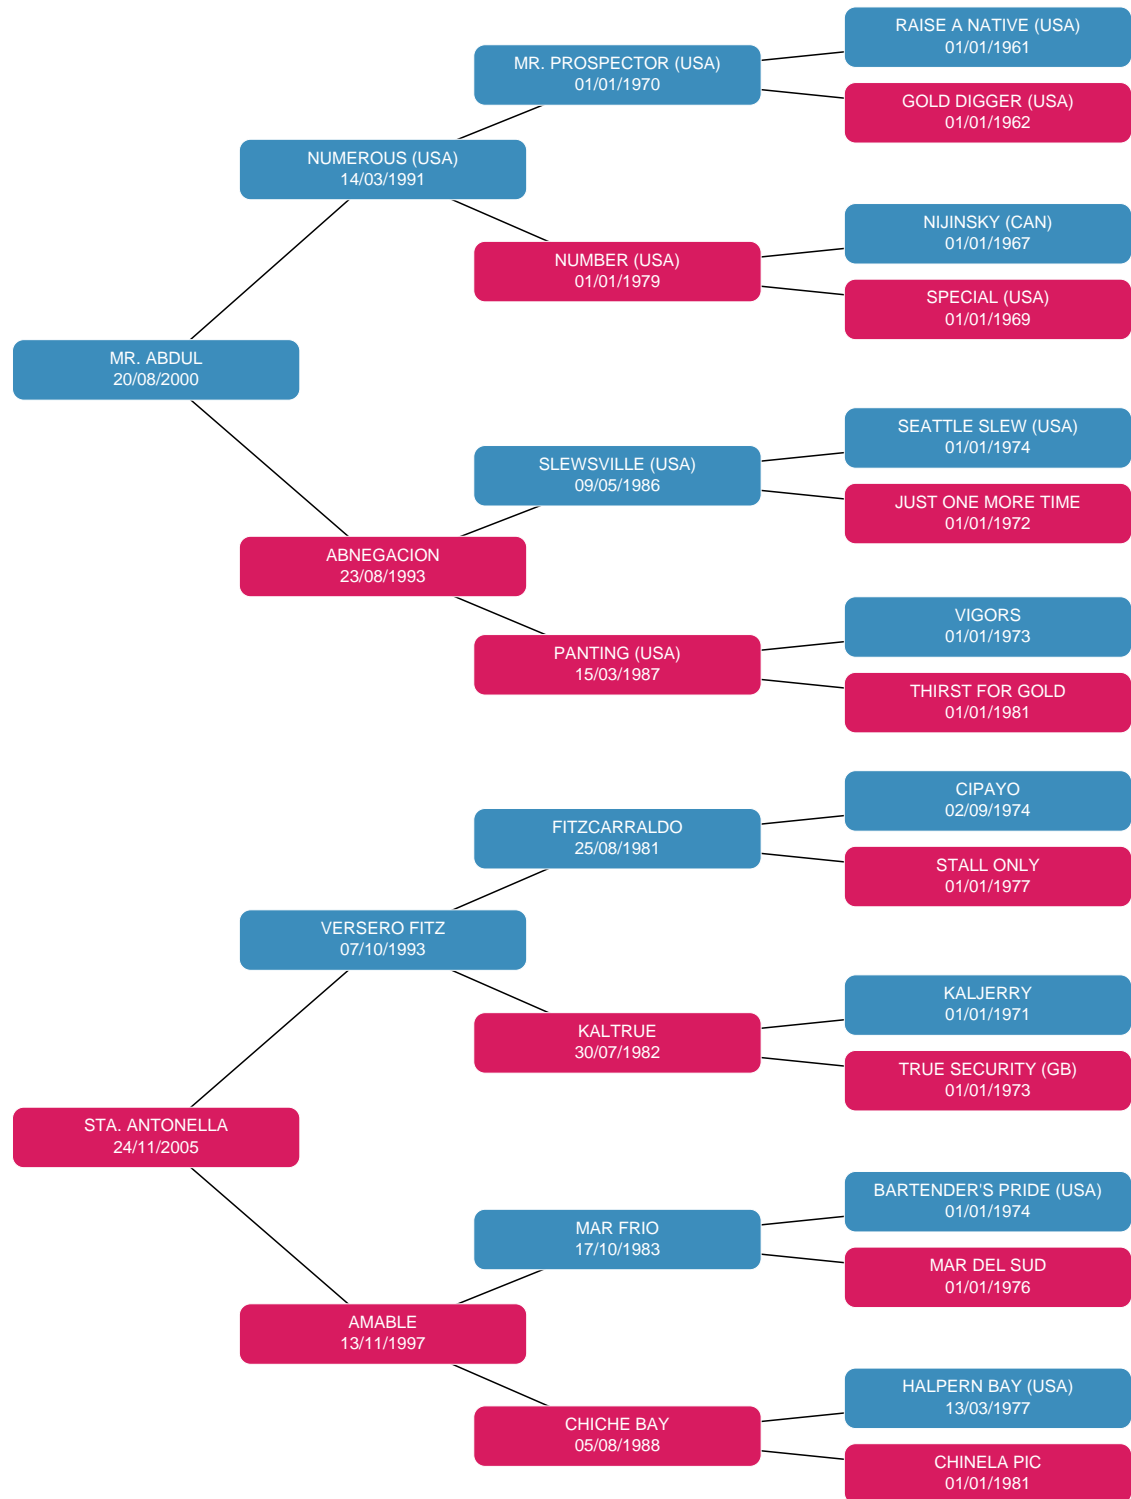 RAISE A NATIVE (USA)
01/01/1961
MR. PROSPECTOR (USA)
01/01/1970
GOLD DIGGER (USA)
01/01/1962
NUMEROUS (USA)
14/03/1991
NIJINSKY (CAN)
01/01/1967
NUMBER (USA)
01/01/1979
SPECIAL (USA)
01/01/1969
MR. ABDUL
20/08/2000
SEATTLE SLEW (USA)
01/01/1974
SLEWSVILLE (USA)
09/05/1986
JUST ONE MORE TIME
01/01/1972
ABNEGACION
23/08/1993
VIGORS
01/01/1973
PANTING (USA)
15/03/1987
THIRST FOR GOLD
01/01/1981
CIPAYO
02/09/1974
FITZCARRALDO
25/08/1981
STALL ONLY
01/01/1977
VERSERO FITZ
07/10/1993
KALJERRY
01/01/1971
KALTRUE
30/07/1982
TRUE SECURITY (GB)
01/01/1973
STA. ANTONELLA
24/11/2005
BARTENDER'S PRIDE (USA)
01/01/1974
MAR FRIO
17/10/1983
MAR DEL SUD
01/01/1976
AMABLE
13/11/1997
HALPERN BAY (USA)
13/03/1977
CHICHE BAY
05/08/1988
CHINELA PIC
01/01/1981